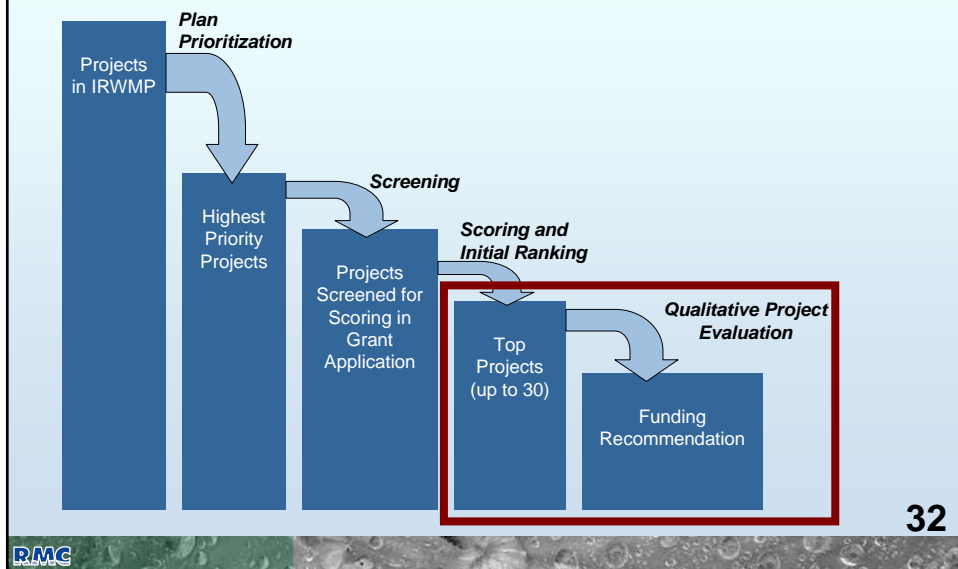 Plan
Prioritization
Projects
in IRWMP
Screening
Highest
Priority
Projects
Scoring and
Initial Ranking
Projects
Screened for
Scoring in
Grant
Application
Qualitative Project
Evaluation
Top
Projects
(up to 30)
Funding
Recommendation
32
RMC